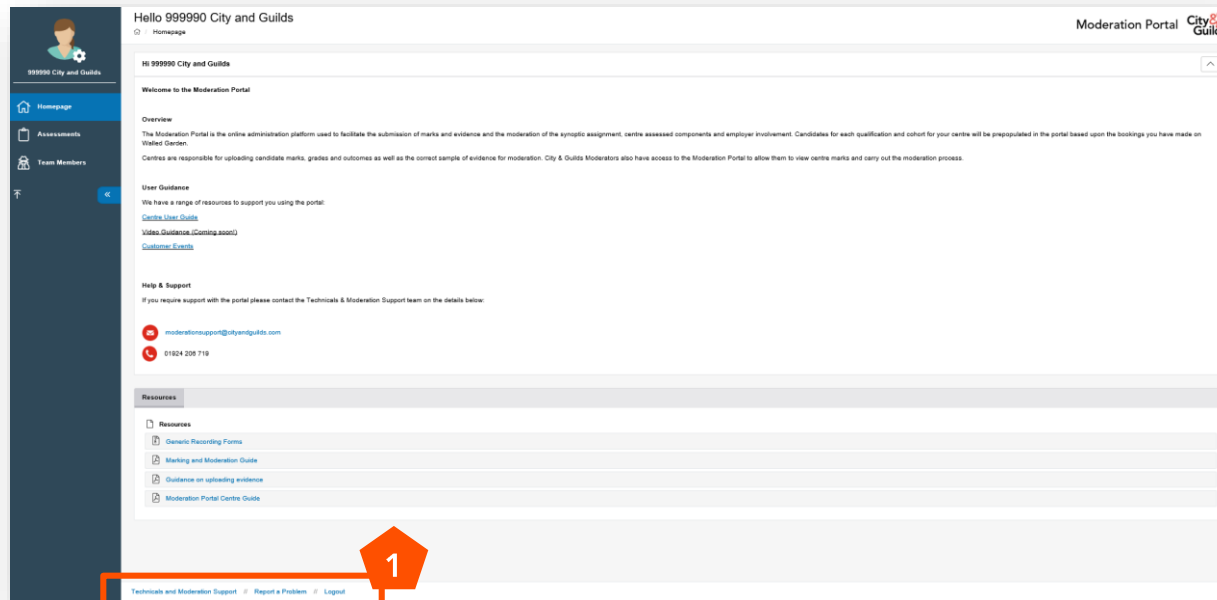 Hello 999990 City and Guilds
/ Homepage
Moderation Portal
City&
Guild
999990 City and Guilds
Homepage
Assessments
Team Members
Hi 999990 City and Guilds
Welcome to the Moderation Portal
Overview
The Moderation Portal is the online administration platform used to facilitate the submission of marks and evidence and the moderation of the synoptic assignment, centre assessed components and employer involvement. Candidates for each qualification and cohort for your centre will be prepopulated in the portal based upon the bookings you have made on
Walled Garden.
Centres are responsible for uploading candidate marks, grades and outcomes as well as the correct sample of evidence for moderation. City & Guilds Moderators also have access to the Moderation Portal to allow them to view centre marks and carry out the moderation process.
User Guidance
We have a range of resources to support you using the portal:
Centre User Guide
Video Guidance (Coming soon!)
Customer Events
Help & Support
If you require support with the portal please contact the Technicals & Moderation Support team on the details below:
moderationsupport@cityandguilds.com
01924 206 719
Resources
Resources
Generic Recording Forms
Marking and Moderation Guide
Guidance on uploading evidence
Moderation Portal Centre Guide
1
Technicals and Moderation Support // Report a Problem // Logout